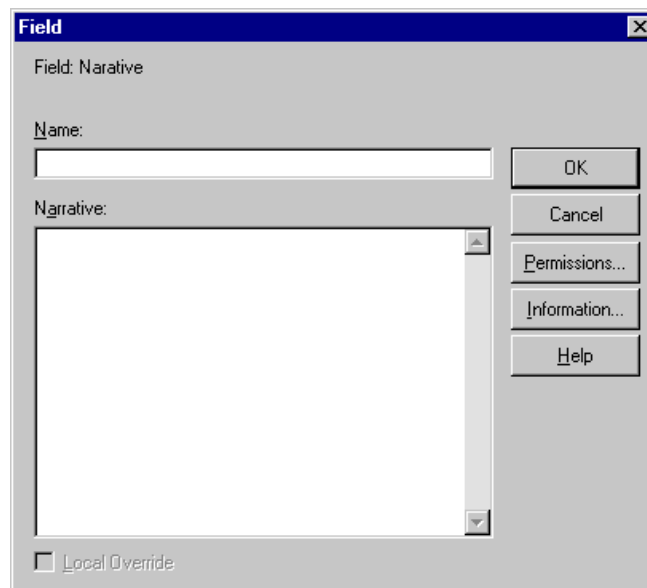 Field
Field: Narative
Name:
OK
Narrative:
Cancel
Permissions...
Information...
Help
Local Override